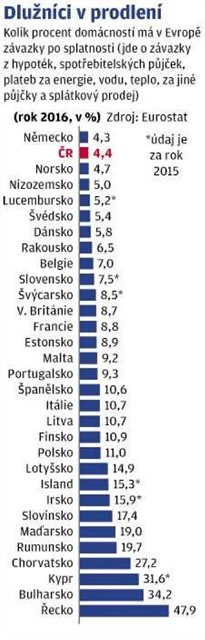 Dlužníci v prodlení
Kolik procent domácností má v Evropě
závazky po splatnosti (jde o závazky
z hypoték, spotřebitelských půjček,
plateb za energie, vodu, teplo, za jiné
půjčky a splátkový prodej)
(rok 2016, v %) Zdroj: Eurostat
*údaj je
za rok
2015
Německo 4,3
ČR 4,4
Norsko 4,7
Nizozemsko 5,0
Lucembursko 5,2*
Švédsko 5,4
Dánsko 5,8
Rakousko 6,5
Belgie 7,0
Slovensko 7,5*
Švýcarsko 8,5*
V. Británie 8,7
Francie 8,8
Estonsko 8,9
Malta 9,2
Portugalsko 9,3
Španělsko 10,6
Itálie 10,7
Litva 10,7
Finsko 10,9
Polsko 11,0
Lotyšsko 14,9
Island 15,3*
Irsko 15,9*
Slovinsko 17,4
Maďarsko 19,0
Rumunsko 19,7
Chorvatsko 27,2
Kypr 31,6*
Bulharsko 34,2
Řecko 47,9